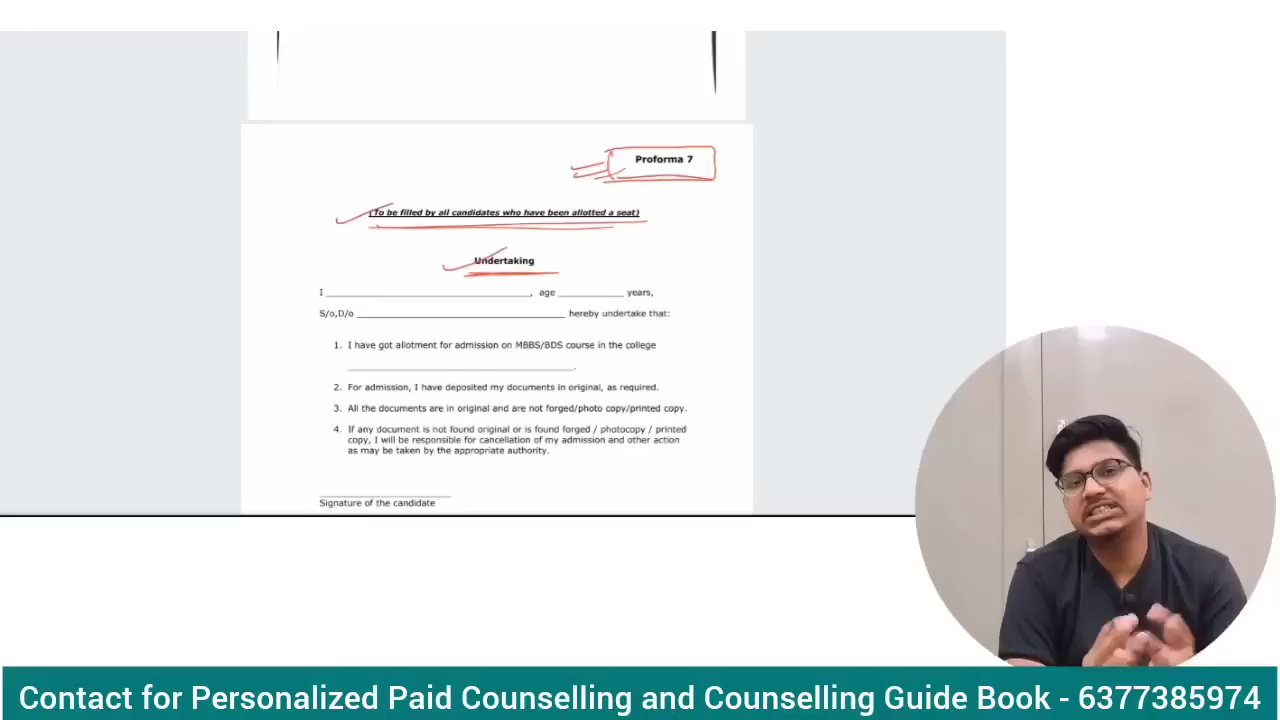 Proforma 7
(To be filled by all candidates who have been allotted a seat)
Undertaking
I ______________________, age __________ years,
S/o,D/o ______________________ hereby undertake that:
1. I have got allotment for admission on MBBS/BDS course in the college
______________________.
2. For admission, I have deposited my documents in original, as required.
3. All the documents are in original and are not forged/photo copy/printed copy.
4. If any document is not found original or is found forged / photocopy / printed
copy, I will be responsible for cancellation of my admission and other action
as may be taken by the appropriate authority.
______________________
Signature of the candidate
Contact for Personalized Paid Counselling and Counselling Guide Book - 6377385974